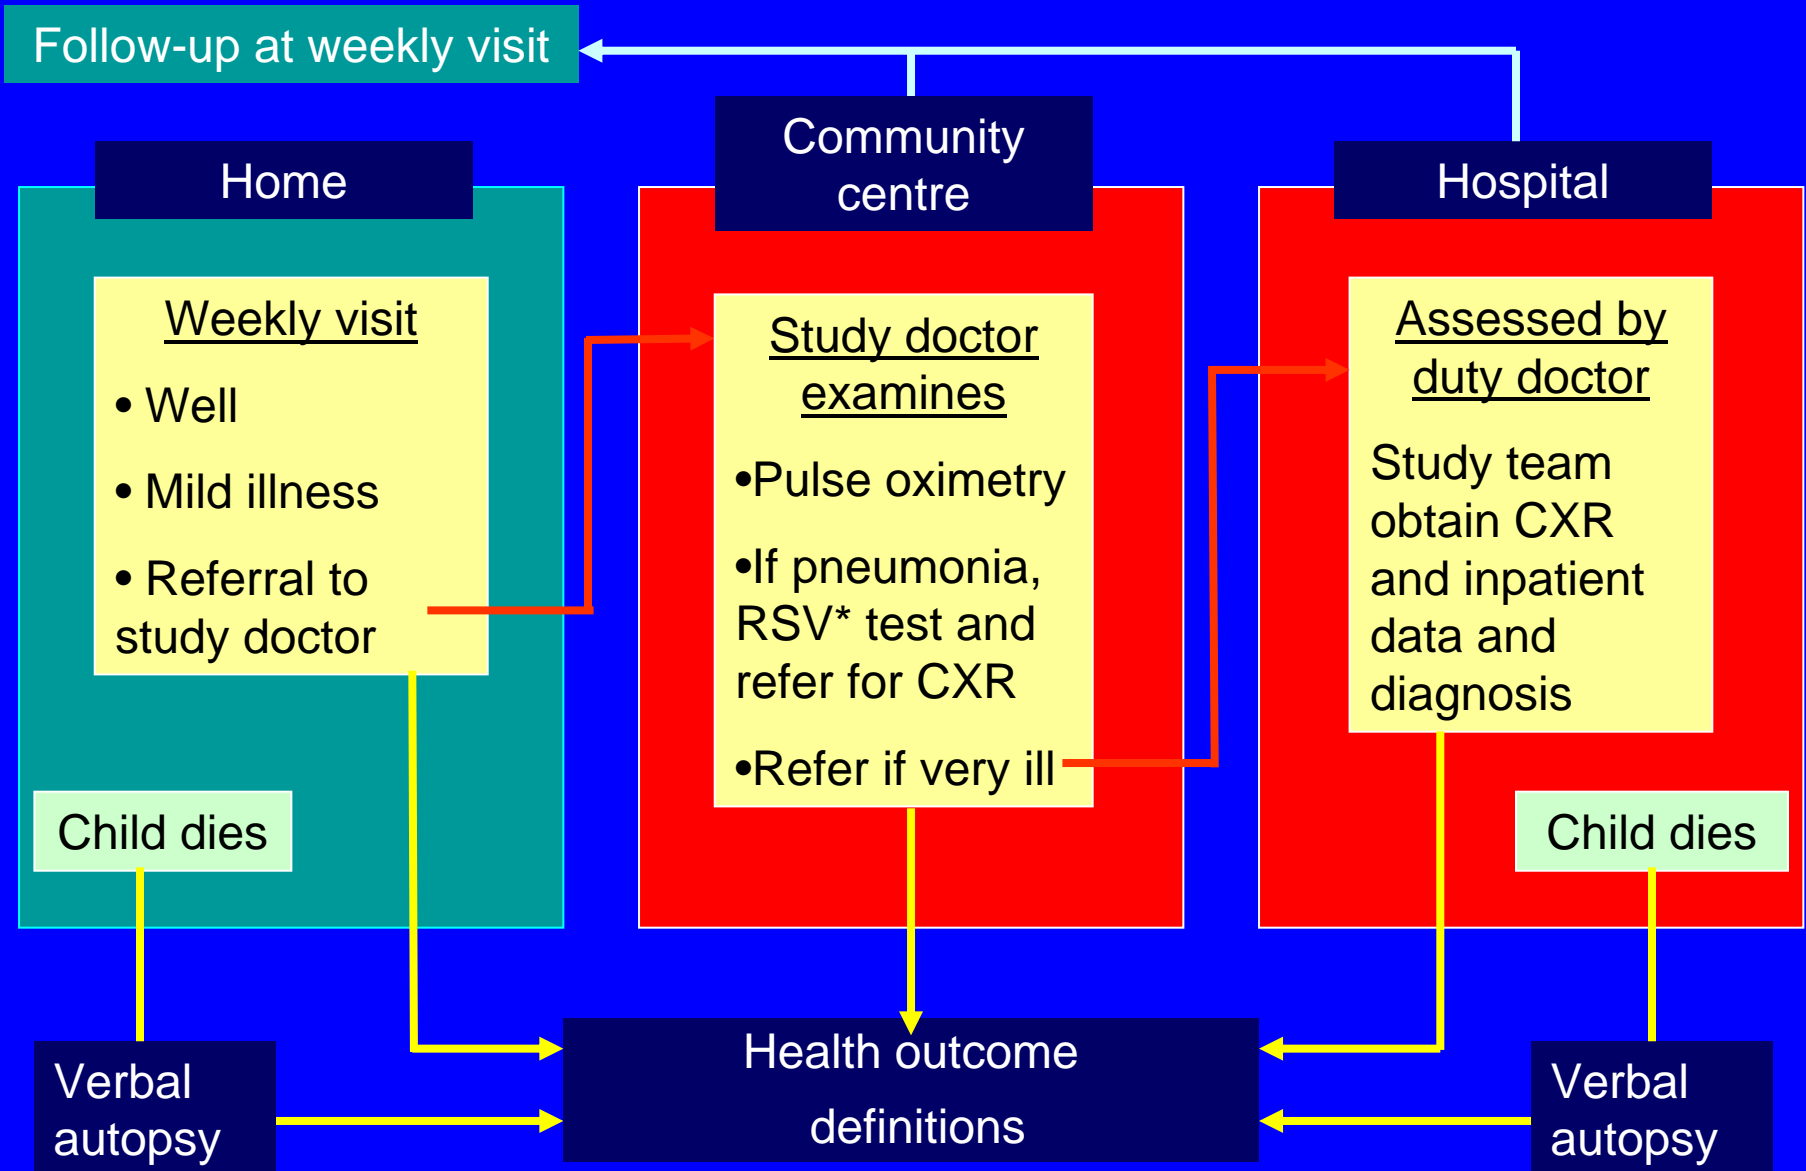 Follow-up at weekly visit
Home
Weekly visit
• Well
• Mild illness
• Referral to
study doctor
Child dies
Verbal
autopsy
Community
centre
Study doctor
examines
•Pulse oximetry
•If pneumonia,
RSV* test and
refer for CXR
•Refer if very ill
Hospital
Assessed by
duty doctor
Study team
obtain CXR
and inpatient
data and
diagnosis
Child dies
Verbal
autopsy
Health outcome
definitions